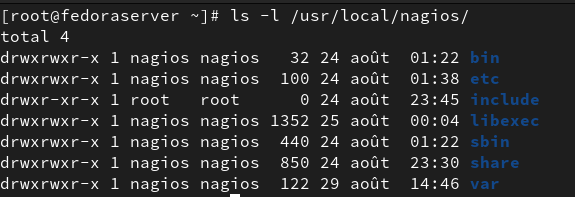 [root@fedoraserver ~]# ls -l /usr/local/nagios/
total 4
drwxrwxr-x 1 nagios nagios   32 24 août  01:22 bin
drwxrwxr-x 1 nagios nagios  100 24 août  01:38 etc
drwxr-xr-x 1 root   root      0 24 août  23:45 include
drwxrwxr-x 1 nagios nagios 1352 25 août  00:04 libexec
drwxrwxr-x 1 nagios nagios  440 24 août  01:22 sbin
drwxrwxr-x 1 nagios nagios  850 24 août  23:30 share
drwxrwxr-x 1 nagios nagios  122 29 août  14:46 var